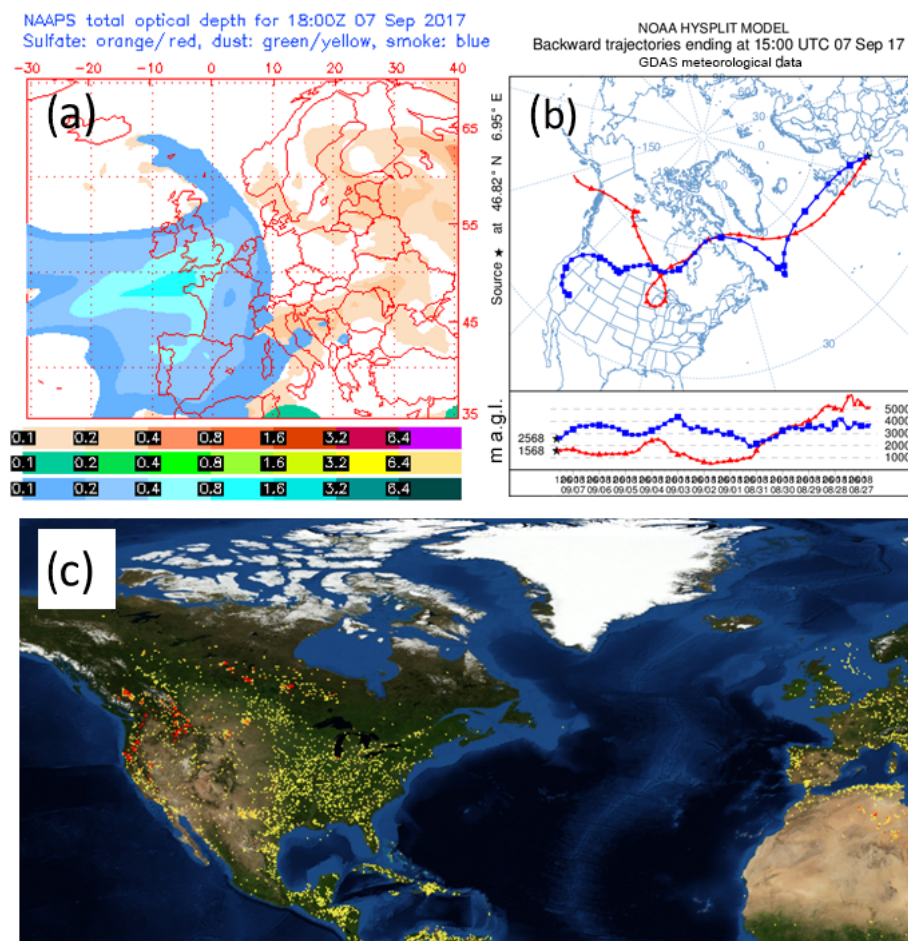 NAAPS total optical depth for 18:00Z 07 Sep 2017
Sulfate: orange/red, dust: green/yellow, smoke: blue
-30 -20 -10 0 10 20 30 40
(a)
65
55
45
35
0.1 0.2 0.4 0.8 1.6 3.2 6.4
0.1 0.2 0.4 0.8 1.6 3.2 6.4
0.1 0.2 0.4 0.8 1.6 3.2 6.4
NOAA HYSPLIT MODEL
Backward trajectories ending at 15:00 UTC 07 Sep 17
GDAS meteorological data
Source ★ at 46.82° N 6.95° E
(b)
-150
30
m a.g.l.
2568
1568
5000
4000
3000
2000
1000
09/07 09/06 09/05 09/04 09/03 09/02 09/01 08/31 08/30 08/29 08/28 08/27
(c)